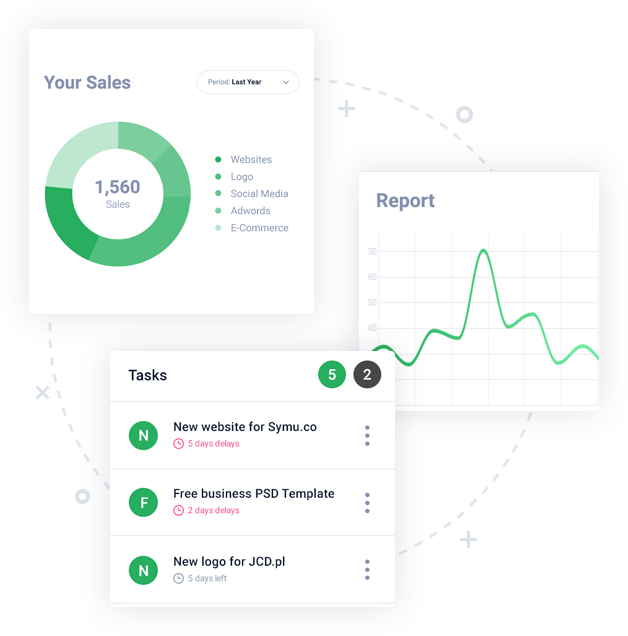 Your Sales
Period: Last Year
1,560
Sales
Websites
Logo
Social Media
Adwords
E-Commerce
Report
700
600
500
400
Tasks
5
2
N
New website for Symu.co
5 days delays
F
Free business PSD Template
2 days delays
N
New logo for JCD.pl
5 days left